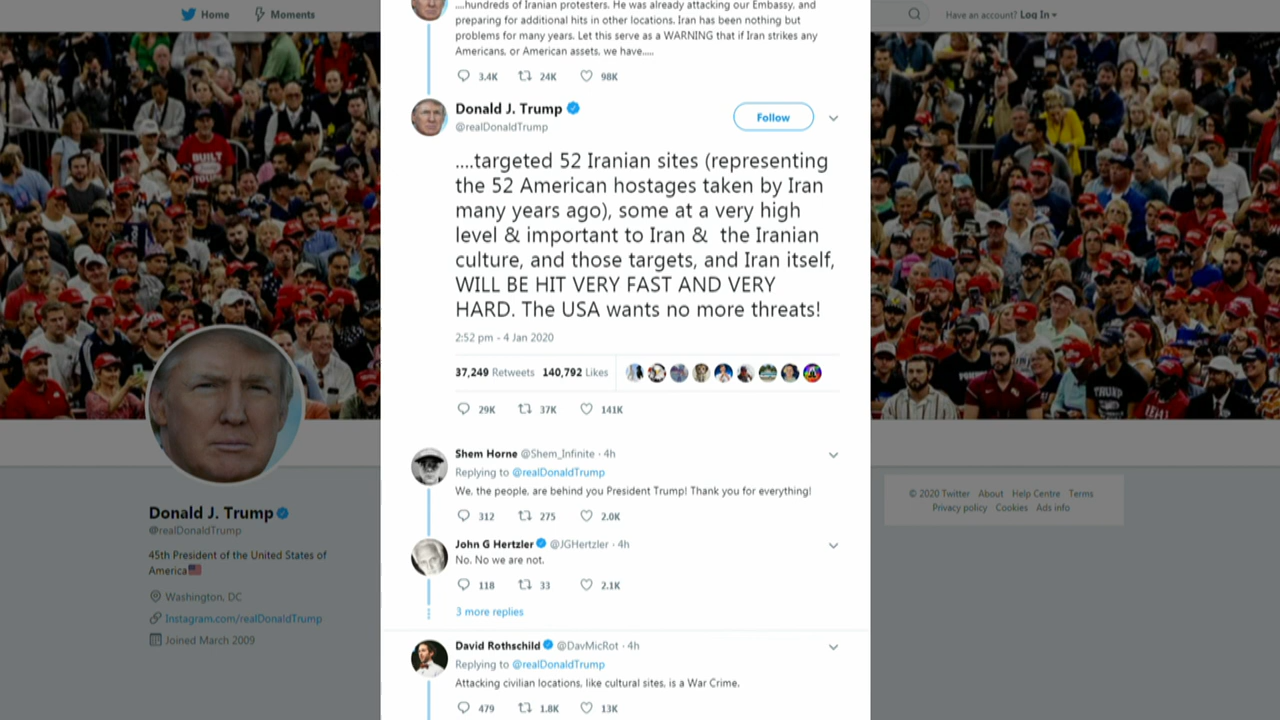 Home
Moments
Have an account? Log In
....hundreds of Iranian protesters. He was already attacking our Embassy, and
preparing for additional hits in other locations. Iran has been nothing but
problems for many years. Let this serve as a WARNING that if Iran strikes any
Americans, or American assets, we have.....
3.4K 24K 98K
Donald J. Trump
@realDonaldTrump
Follow
....targeted 52 Iranian sites (representing
the 52 American hostages taken by Iran
many years ago), some at a very high
level & important to Iran & the Iranian
culture, and those targets, and Iran itself,
WILL BE HIT VERY FAST AND VERY
HARD. The USA wants no more threats!
2:52 pm - 4 Jan 2020
37,249 Retweets 140,792 Likes
29K 37K 141K
Shem Horne @Shem_Infinite · 4h
Replying to @realDonaldTrump
We, the people, are behind you President Trump! Thank you for everything!
312 275 2.0K
John G Hertzler @JGHertzler · 4h
No. No we are not.
118 33 2.1K
3 more replies
David Rothschild @DavMicRot · 4h
Replying to @realDonaldTrump
Attacking civilian locations, like cultural sites, is a War Crime.
479 1.8K 13K
BUILT
Donald J. Trump
@realDonaldTrump
45th President of the United States of
America
Washington, DC
Instagram.com/realDonaldTrump
Joined March 2009
TRUMP
© 2020 Twitter About Help Centre Terms
Privacy policy Cookies Ads info